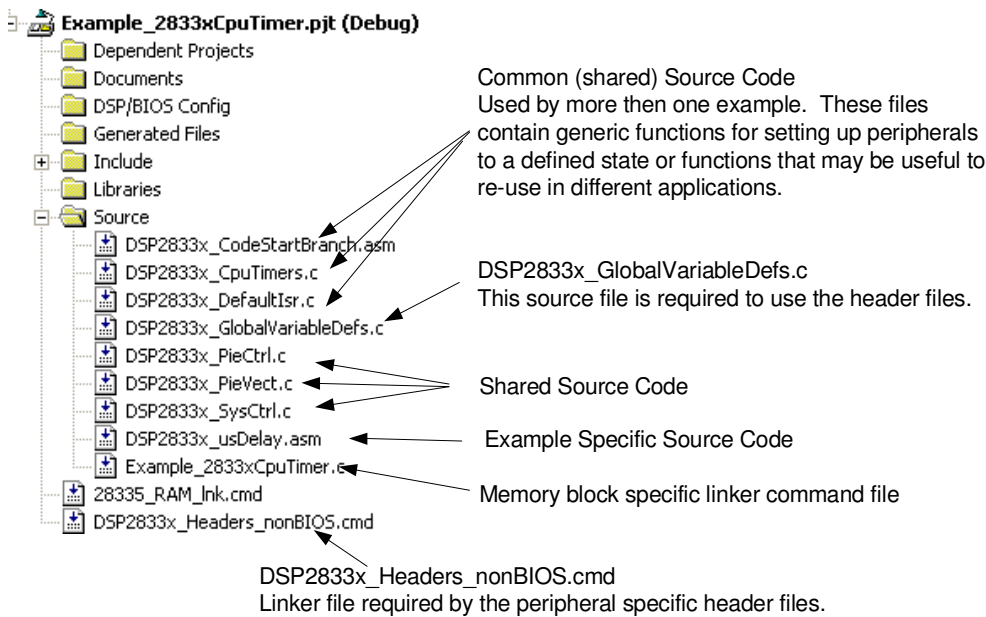 Example_2833xCpuTimer.pjt (Debug)
Dependent Projects
Documents
DSP/BIOS Config
Generated Files
Include
Libraries
Source
DSP2833x_CodeStartBranch.asm
DSP2833x_CpuTimers.c
DSP2833x_DefaultIsr.c
DSP2833x_GlobalVariableDefs.c
DSP2833x_PieCtrl.c
DSP2833x_PieVect.c
DSP2833x_SysCtrl.c
DSP2833x_usDelay.asm
Example_2833xCpuTimer.c
28335_RAM_lnk.cmd
DSP2833x_Headers_nonBIOS.cmd
Common (shared) Source Code
Used by more then one example. These files
contain generic functions for setting up peripherals
to a defined state or functions that may be useful to
re-use in different applications.
DSP2833x_GlobalVariableDefs.c
This source file is required to use the header files.
Shared Source Code
Example Specific Source Code
Memory block specific linker command file
DSP2833x_Headers_nonBIOS.cmd
Linker file required by the peripheral specific header files.